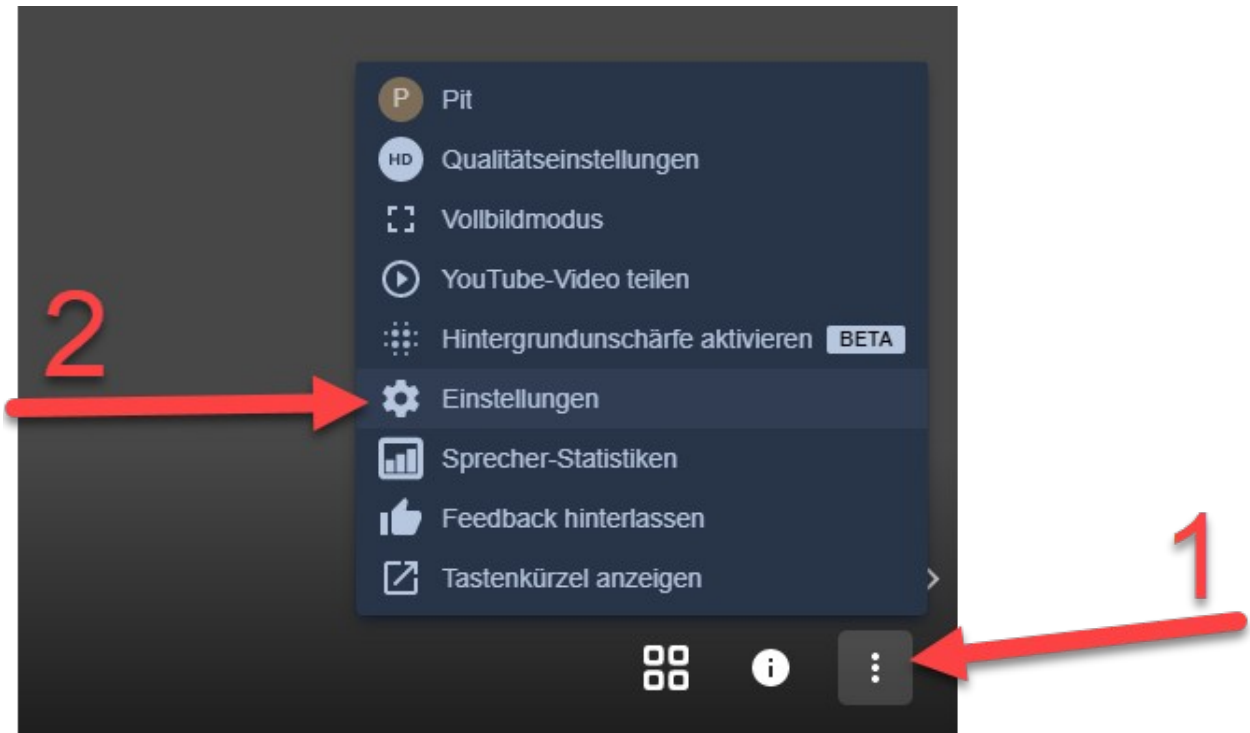 P Pit
HD Qualitätseinstellungen
Vollbildmodus
YouTube-Video teilen
Hintergrundunschärfe aktivieren BETA
2
Einstellungen
Sprecher-Statistiken
Feedback hinterlassen
1
Tastenkürzel anzeigen
i